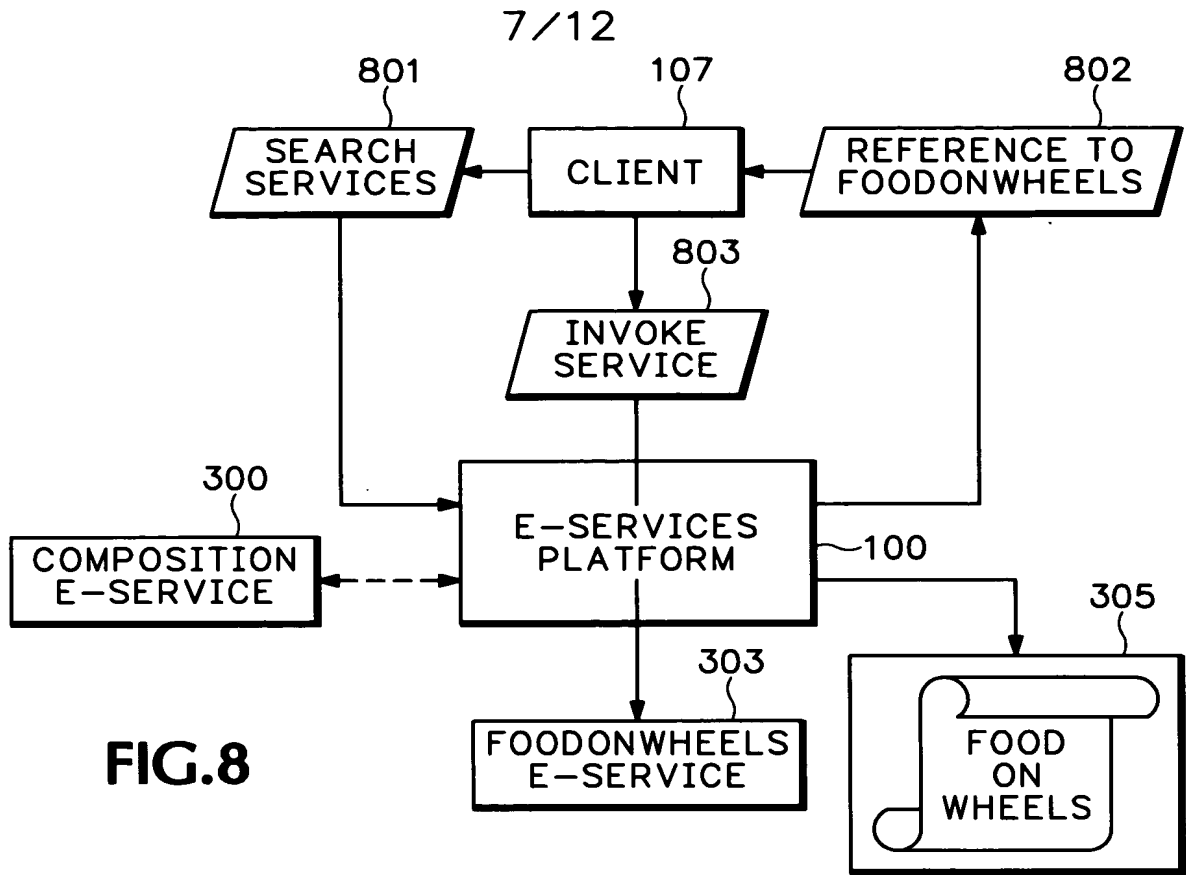 7/12
801
107
802
SEARCH
SERVICES
CLIENT
REFERENCE TO
FOODONWHEELS
803
INVOKE
SERVICE
300
COMPOSITION
E-SERVICE
E-SERVICES
PLATFORM
100
305
303
FOODONWHEELS
E-SERVICE
FOOD
ON
WHEELS
FIG.8